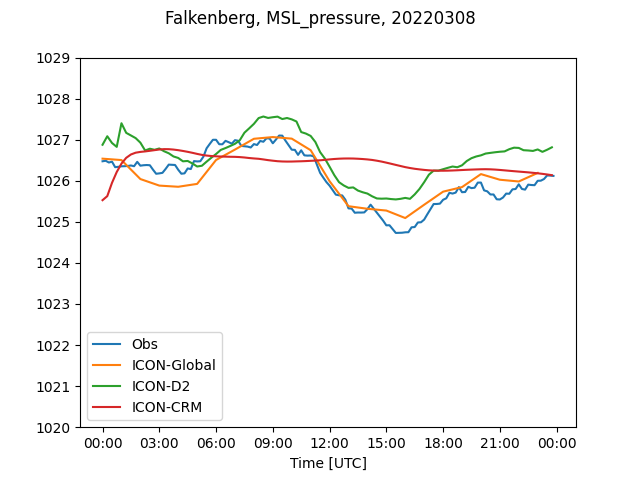 Falkenberg, MSL_pressure, 20220308
1029
1028
1027
1026
1025
1024
1023
1022
1021
1020
Obs
ICON-Global
ICON-D2
ICON-CRM
00:00 03:00 06:00 09:00 12:00 15:00 18:00 21:00 00:00
Time [UTC]